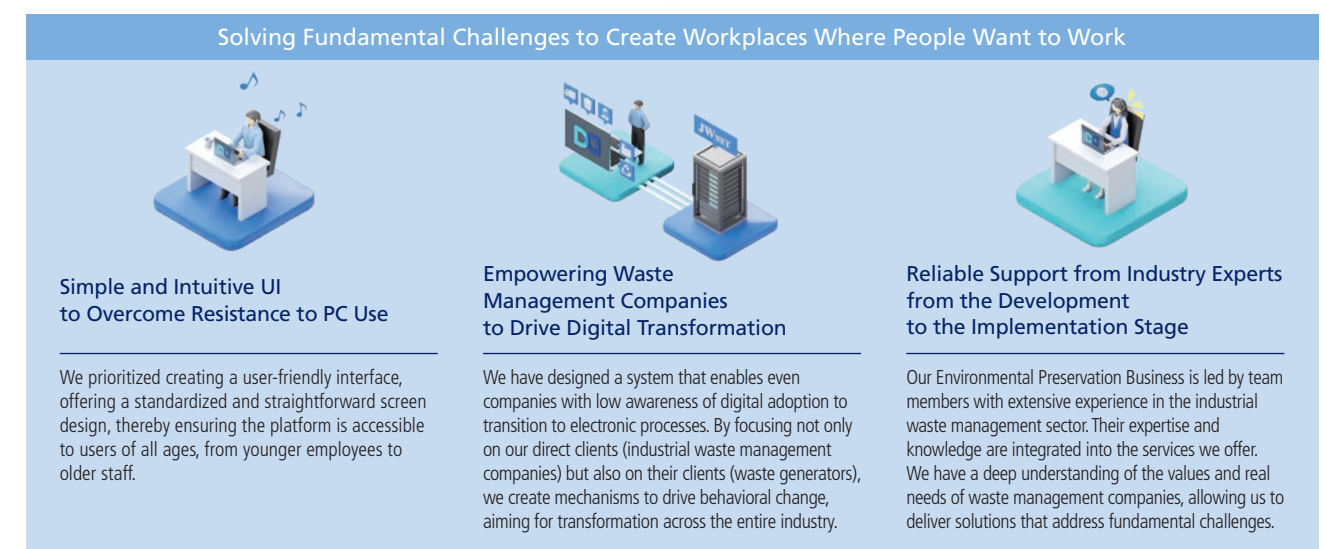 Solving Fundamental Challenges to Create Workplaces Where People Want to Work
JWNET
Simple and Intuitive UI
to Overcome Resistance to PC Use
We prioritized creating a user-friendly interface,
offering a standardized and straightforward screen
design, thereby ensuring the platform is accessible
to users of all ages, from younger employees to
older staff.
Empowering Waste
Management Companies
to Drive Digital Transformation
We have designed a system that enables even
companies with low awareness of digital adoption to
transition to electronic processes. By focusing not only
on our direct clients (industrial waste management
companies) but also on their clients (waste generators),
we create mechanisms to drive behavioral change,
aiming for transformation across the entire industry.
Reliable Support from Industry Experts
from the Development
to the Implementation Stage
Our Environmental Preservation Business is led by team
members with extensive experience in the industrial
waste management sector. Their expertise and
knowledge are integrated into the services we offer.
We have a deep understanding of the values and real
needs of waste management companies, allowing us to
deliver solutions that address fundamental challenges.